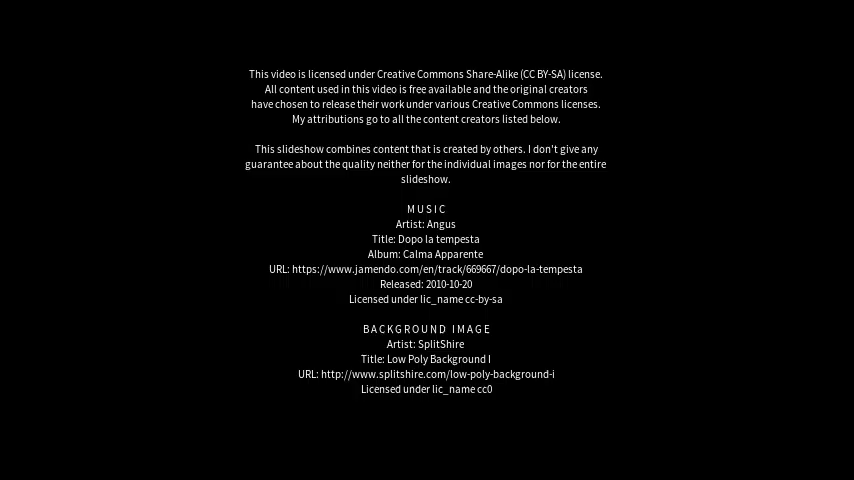 This video is licensed under Creative Commons Share-Alike (CC BY-SA) license.
All content used in this video is free available and the original creators
have chosen to release their work under various Creative Commons licenses.
My attributions go to all the content creators listed below.
This slideshow combines content that is created by others. I don't give any
guarantee about the quality neither for the individual images nor for the entire
slideshow.
MUSIC
Artist: Angus
Title: Dopo la tempesta
Album: Calma Apparente
URL: https://www.jamendo.com/en/track/669667/dopo-la-tempesta
Released: 2010-10-20
Licensed under lic_name cc-by-sa
BACKGROUND IMAGE
Artist: SplitShire
Title: Low Poly Background I
URL: http://www.splitshire.com/low-poly-background-i
Licensed under lic_name cc0